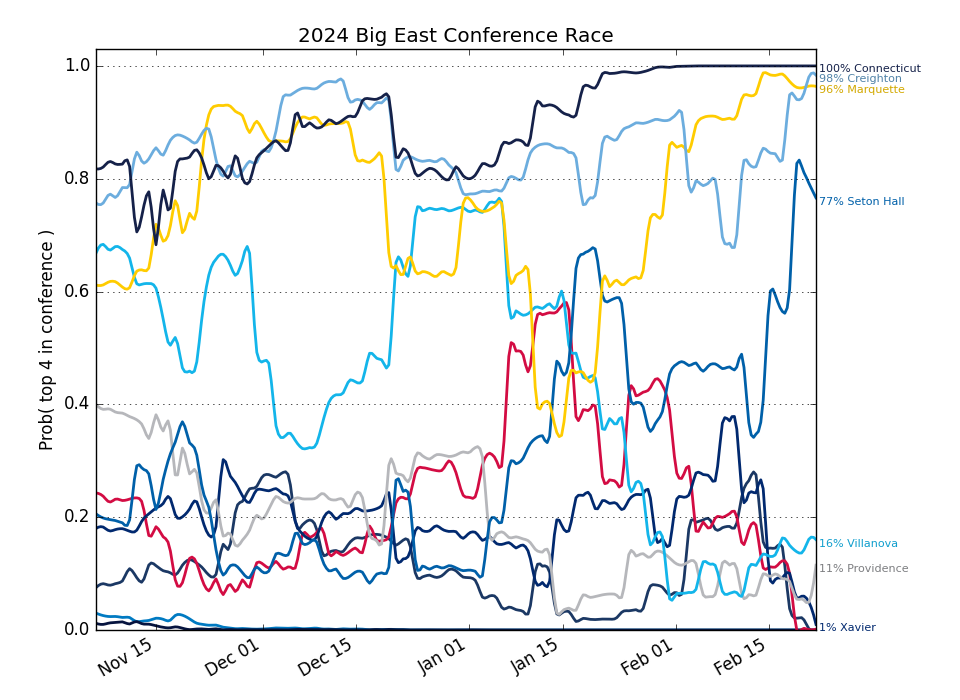 2024 Big East Conference Race
Prob( top 4 in conference )
1.0
0.8
0.6
0.4
0.2
0.0
Nov 15
Dec 01
Dec 15
Jan 01
Jan 15
Feb 01
Feb 15
100% Connecticut
98% Creighton
96% Marquette
77% Seton Hall
16% Villanova
11% Providence
1% Xavier